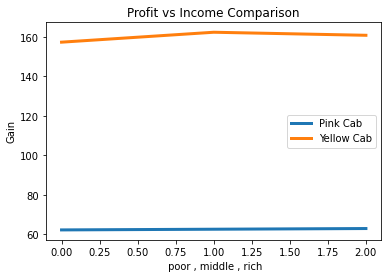 Profit vs Income Comparison
Gain
160
140
120
100
80
60
Pink Cab
Yellow Cab
0.00 0.25 0.50 0.75 1.00 1.25 1.50 1.75 2.00
poor , middle , rich